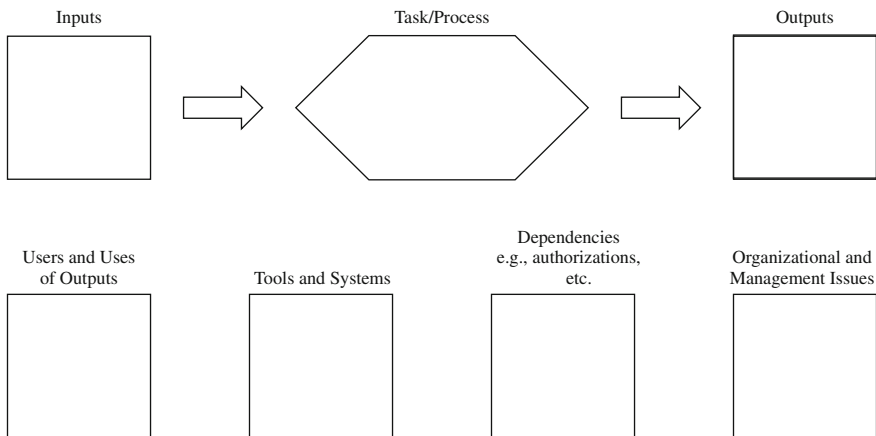 Inputs
Task/Process
Outputs
Users and Uses
of Outputs
Tools and Systems
Dependencies
e.g., authorizations,
etc.
Organizational and
Management Issues